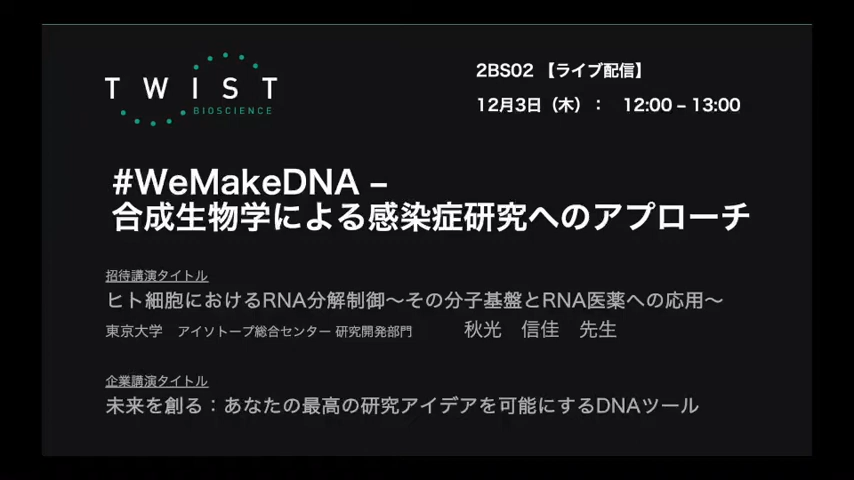 TWIST
BIOSCIENCE
2BS02 【ライブ配信】
12月3日（木）： 12:00 – 13:00
#WeMakeDNA –
合成生物学による感染症研究へのアプローチ
招待講演タイトル
ヒト細胞におけるRNA分解制御〜その分子基盤とRNA医薬への応用〜
東京大学 アイソトープ総合センター 研究開発部門 秋光 信佳 先生
企業講演タイトル
未来を創る：あなたの最高の研究アイデアを可能にするDNAツール